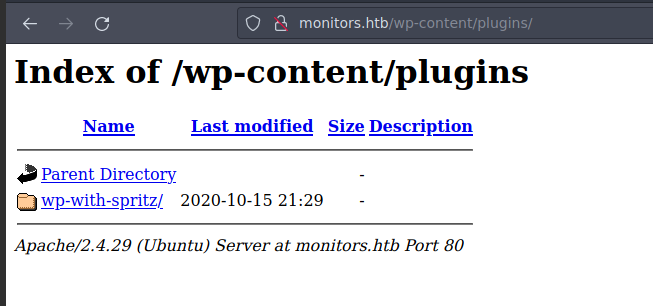 monitors.htb/wp-content/plugins/
Index of /wp-content/plugins
Name Last modified Size Description
Parent Directory -
wp-with-spritz/ 2020-10-15 21:29 -
Apache/2.4.29 (Ubuntu) Server at monitors.htb Port 80